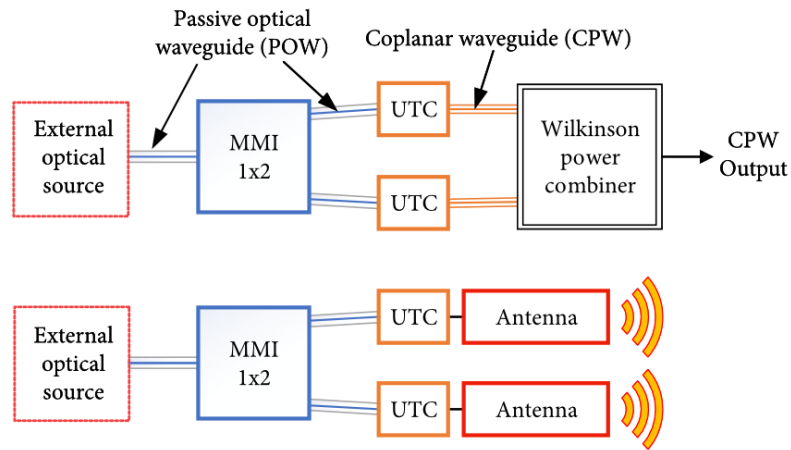 Passive optical
waveguide (POW)
Coplanar waveguide (CPW)
External
optical
source
MMI
1x2
UTC
UTC
Wilkinson
power
combiner
CPW
Output
External
optical
source
MMI
1x2
UTC
Antenna
UTC
Antenna